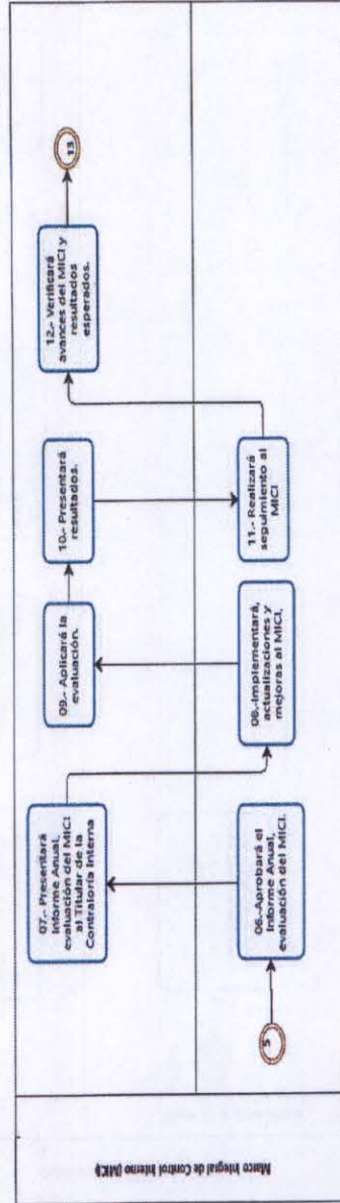 Marco Integral de Control Interno (MICI)
5
06.-Aprobará el
Informe Anual,
evaluación del MICI.
07.- Presentará
Informe Anual,
evaluación del MICI
al Titular de la
Contraloría Interna
08.-Implementará,
actualizaciones y
mejoras al MICI,
09.- Aplicará la
evaluación.
10.- Presentará
resultados.
11.- Realizará
seguimiento al
MICI
12.- Verificará
avances del MICI y
resultados
esperados.
13